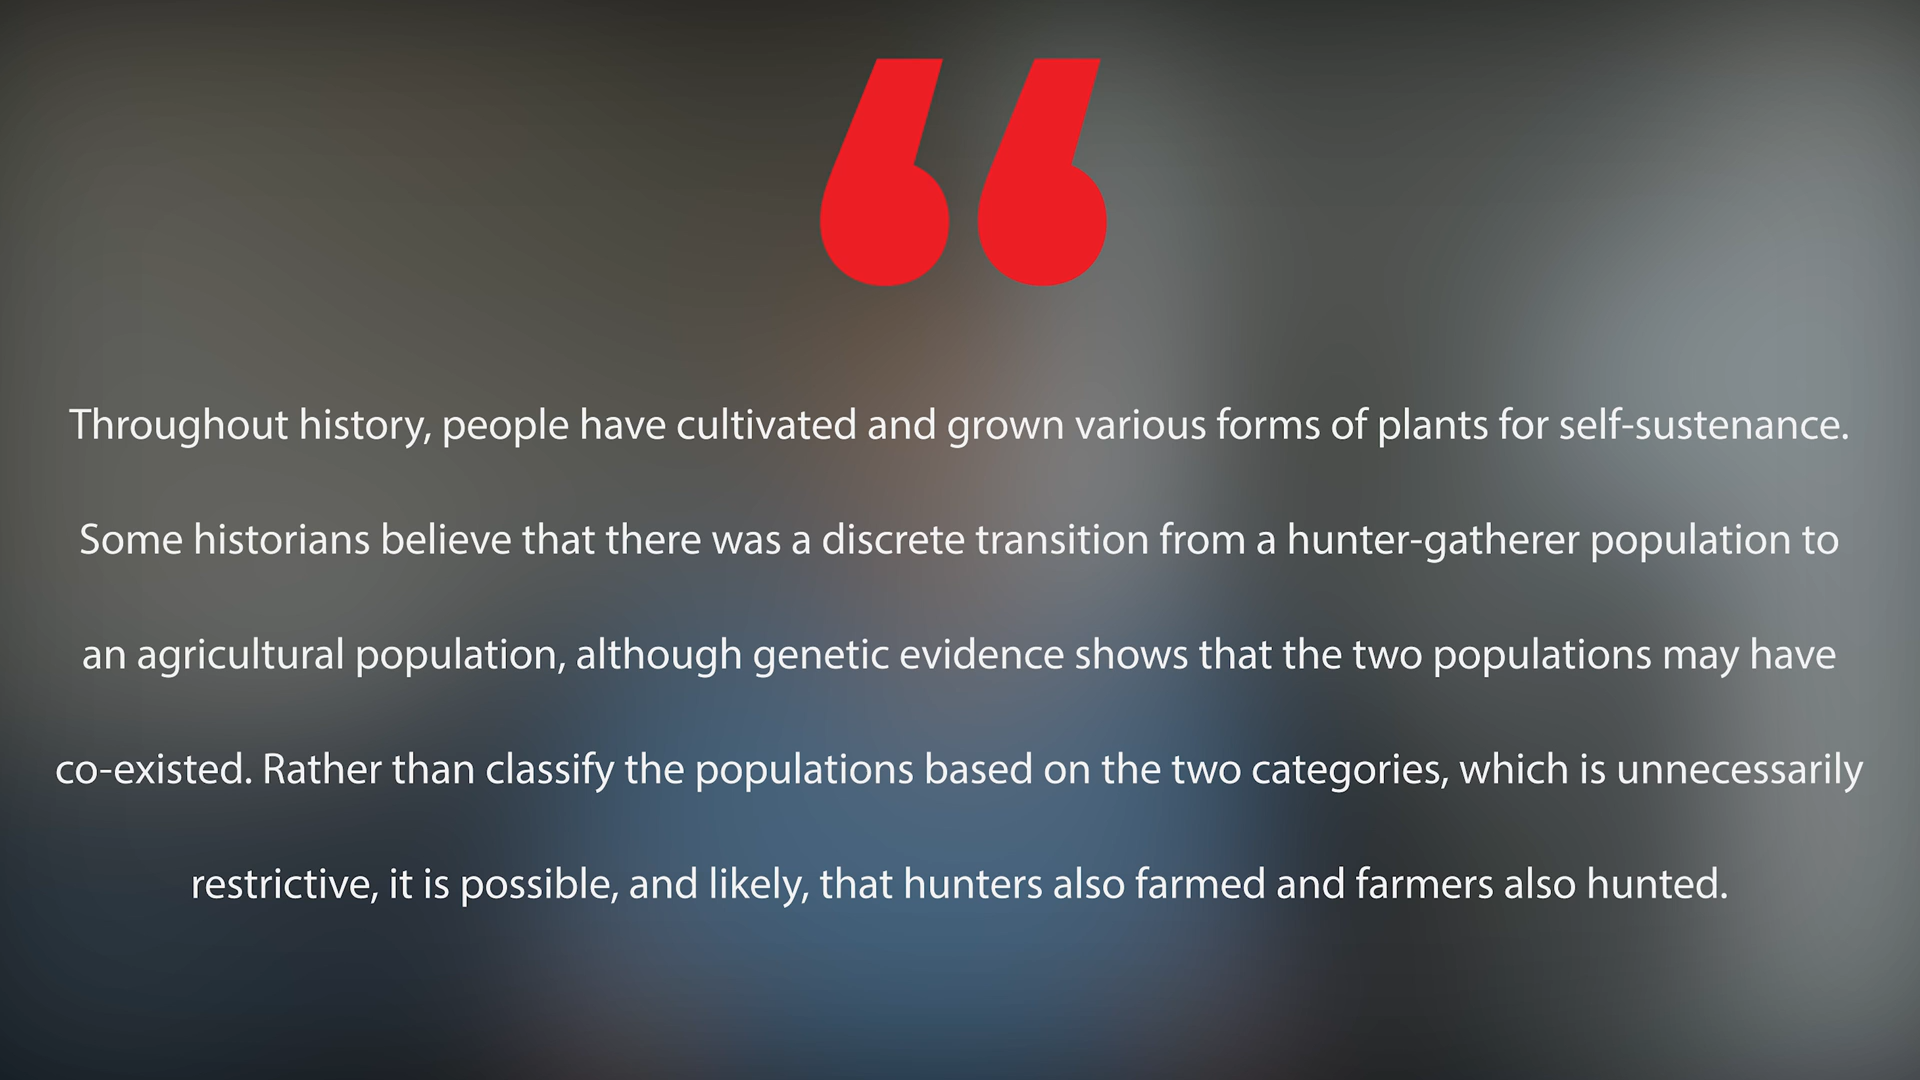 “
Throughout history, people have cultivated and grown various forms of plants for self-sustenance.
Some historians believe that there was a discrete transition from a hunter-gatherer population to
an agricultural population, although genetic evidence shows that the two populations may have
co-existed. Rather than classify the populations based on the two categories, which is unnecessarily
restrictive, it is possible, and likely, that hunters also farmed and farmers also hunted.